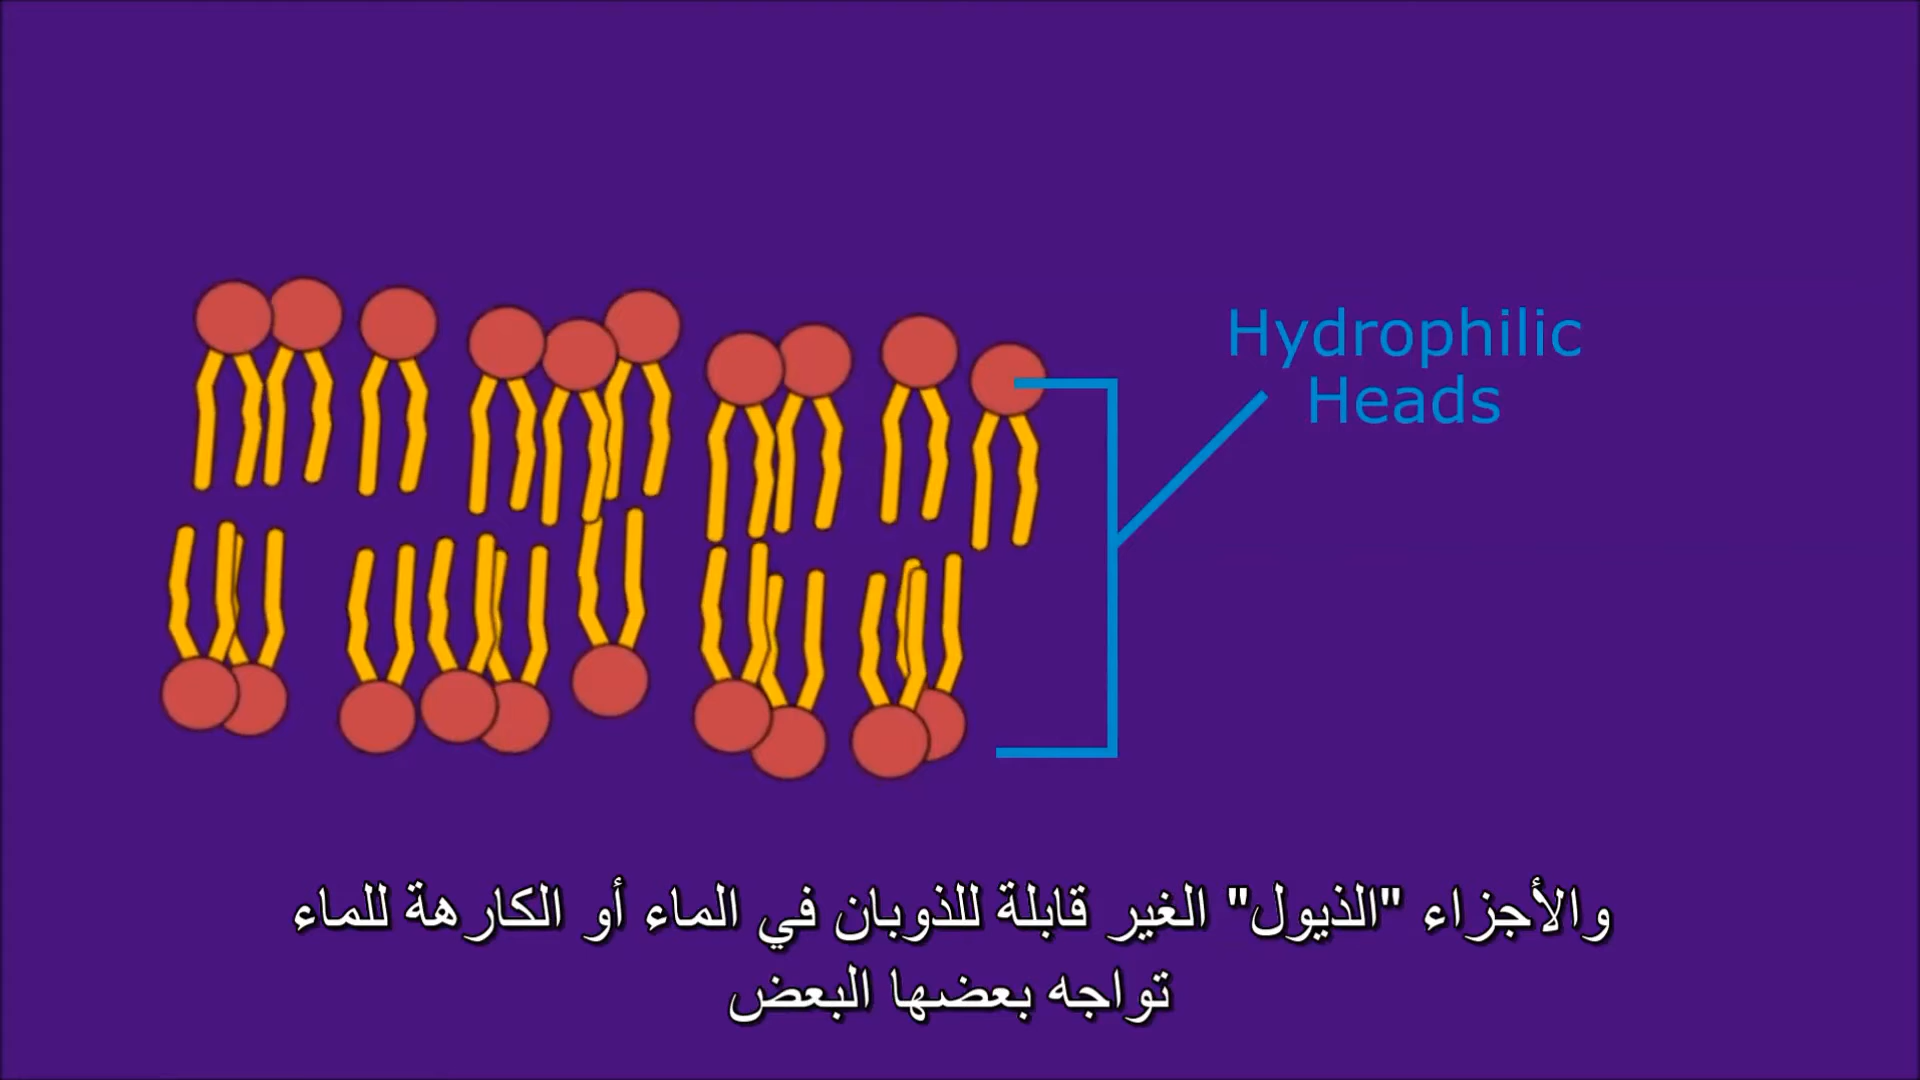 Hydrophilic
Heads
والأجزاء "الذيول" الغير قابلة للذوبان في الماء أو الكارهة للماء
تواجه بعضها البعض